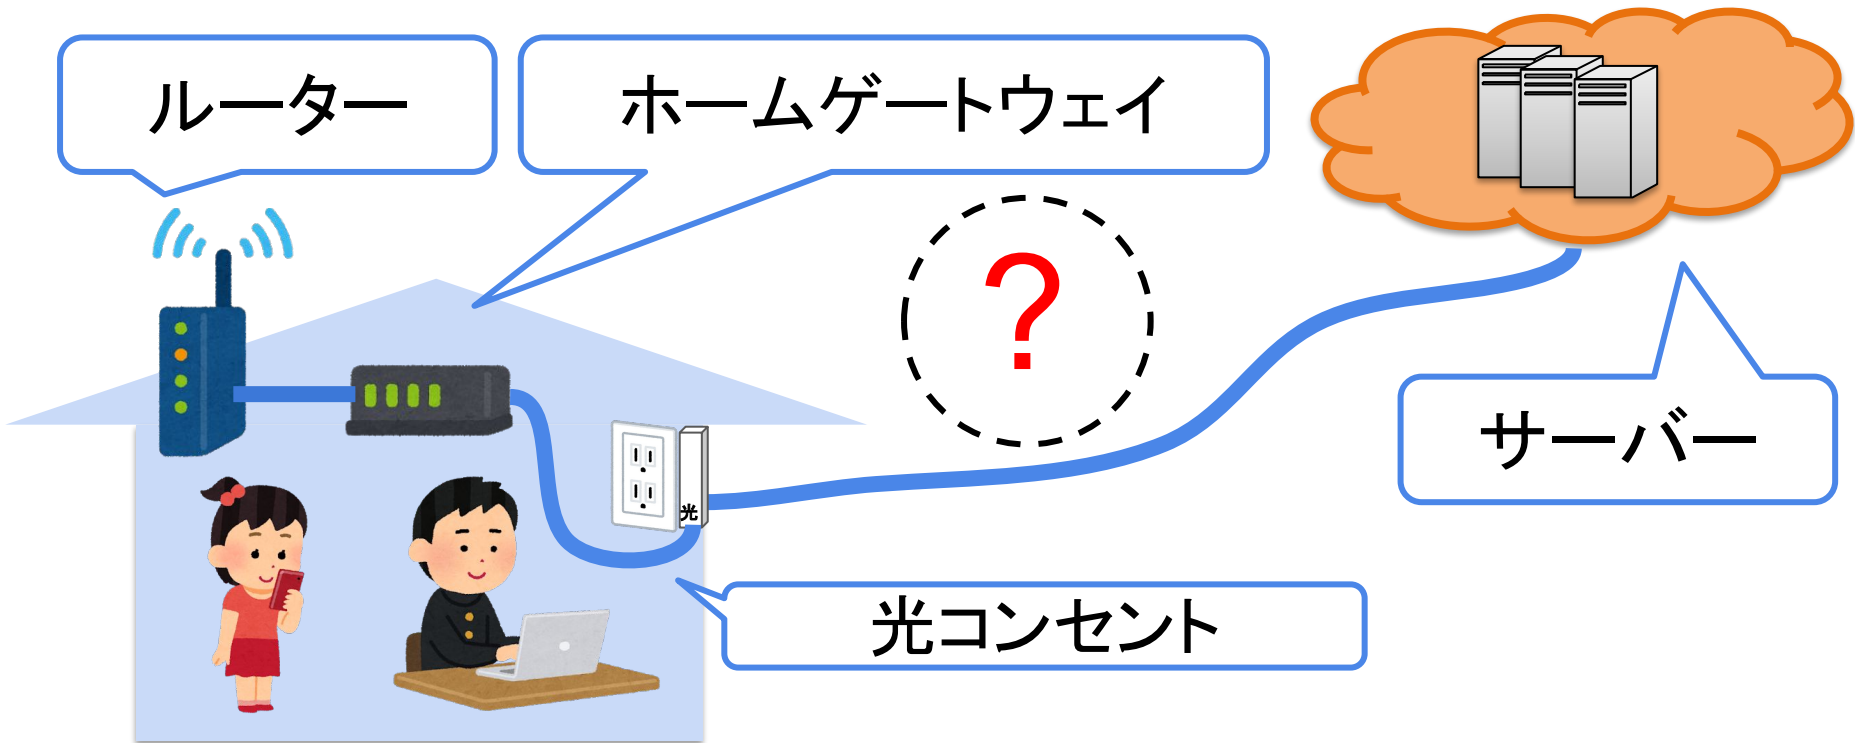 ルーター
ホームゲートウェイ
?
サーバー
光
光コンセント